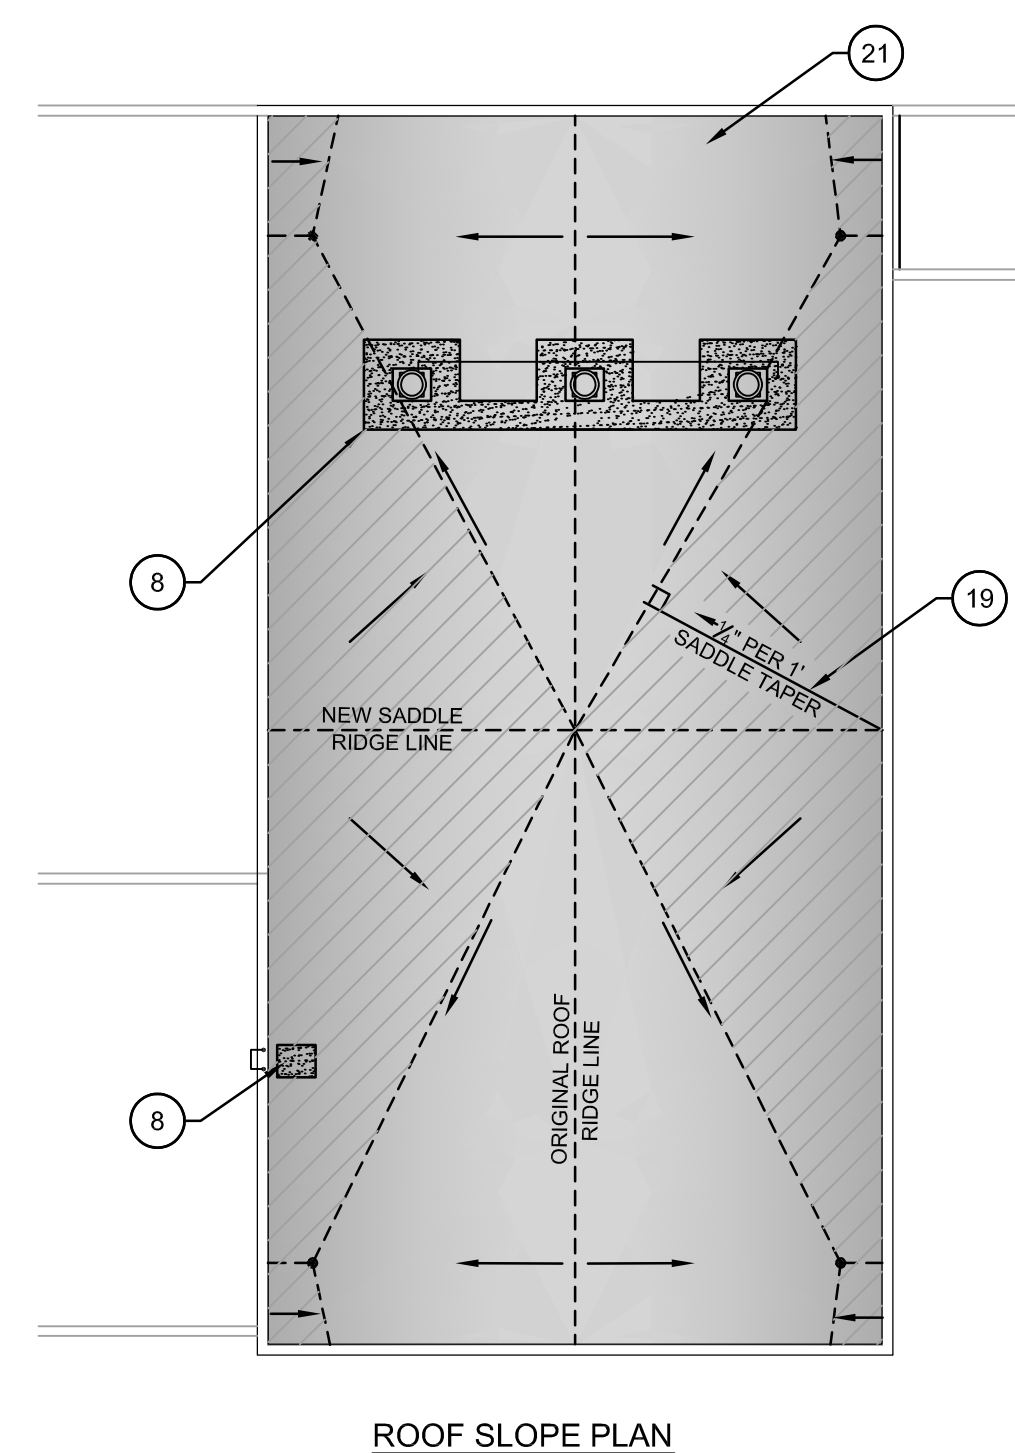 21
8
19
¼" PER 1'
SADDLE TAPER
NEW SADDLE
RIDGE LINE
ORIGINAL ROOF
RIDGE LINE
8
ROOF SLOPE PLAN